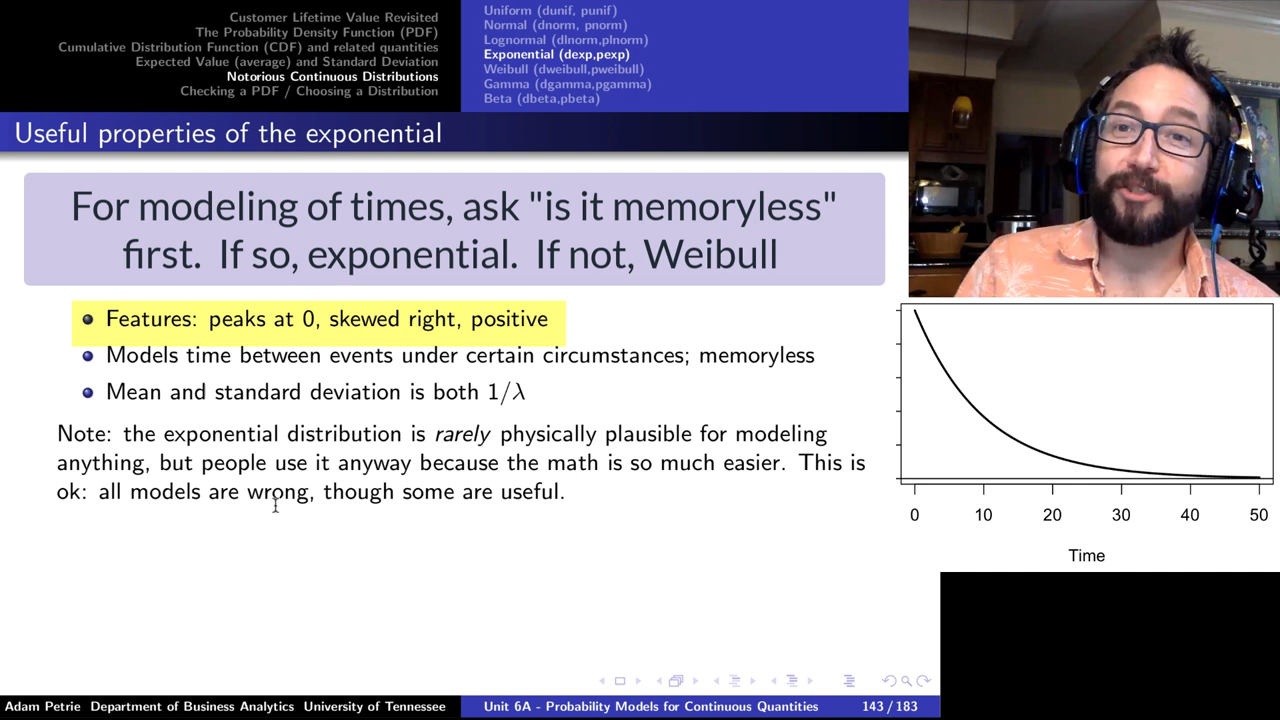 Customer Lifetime Value Revisited
The Probability Density Function (PDF)
Cumulative Distribution Function (CDF) and related quantities
Expected Value (average) and Standard Deviation
Notorious Continuous Distributions
Checking a PDF / Choosing a Distribution
Uniform (dunif, punif)
Normal (dnorm, pnorm)
Lognormal (dlnorm,plnorm)
Exponential (dexp,pexp)
Weibull (dweibull,pweibull)
Gamma (dgamma,pgamma)
Beta (dbeta,pbeta)
Useful properties of the exponential
For modeling of times, ask "is it memoryless"
first. If so, exponential. If not, Weibull
Features: peaks at 0, skewed right, positive
Models time between events under certain circumstances; memoryless
Mean and standard deviation is both 1/λ
Note: the exponential distribution is rarely physically plausible for modeling
anything, but people use it anyway because the math is so much easier. This is
ok: all models are wrong, though some are useful.
0 10 20 30 40 50
Time
Adam Petrie Department of Business Analytics University of Tennessee
Unit 6A - Probability Models for Continuous Quantities
143 / 183